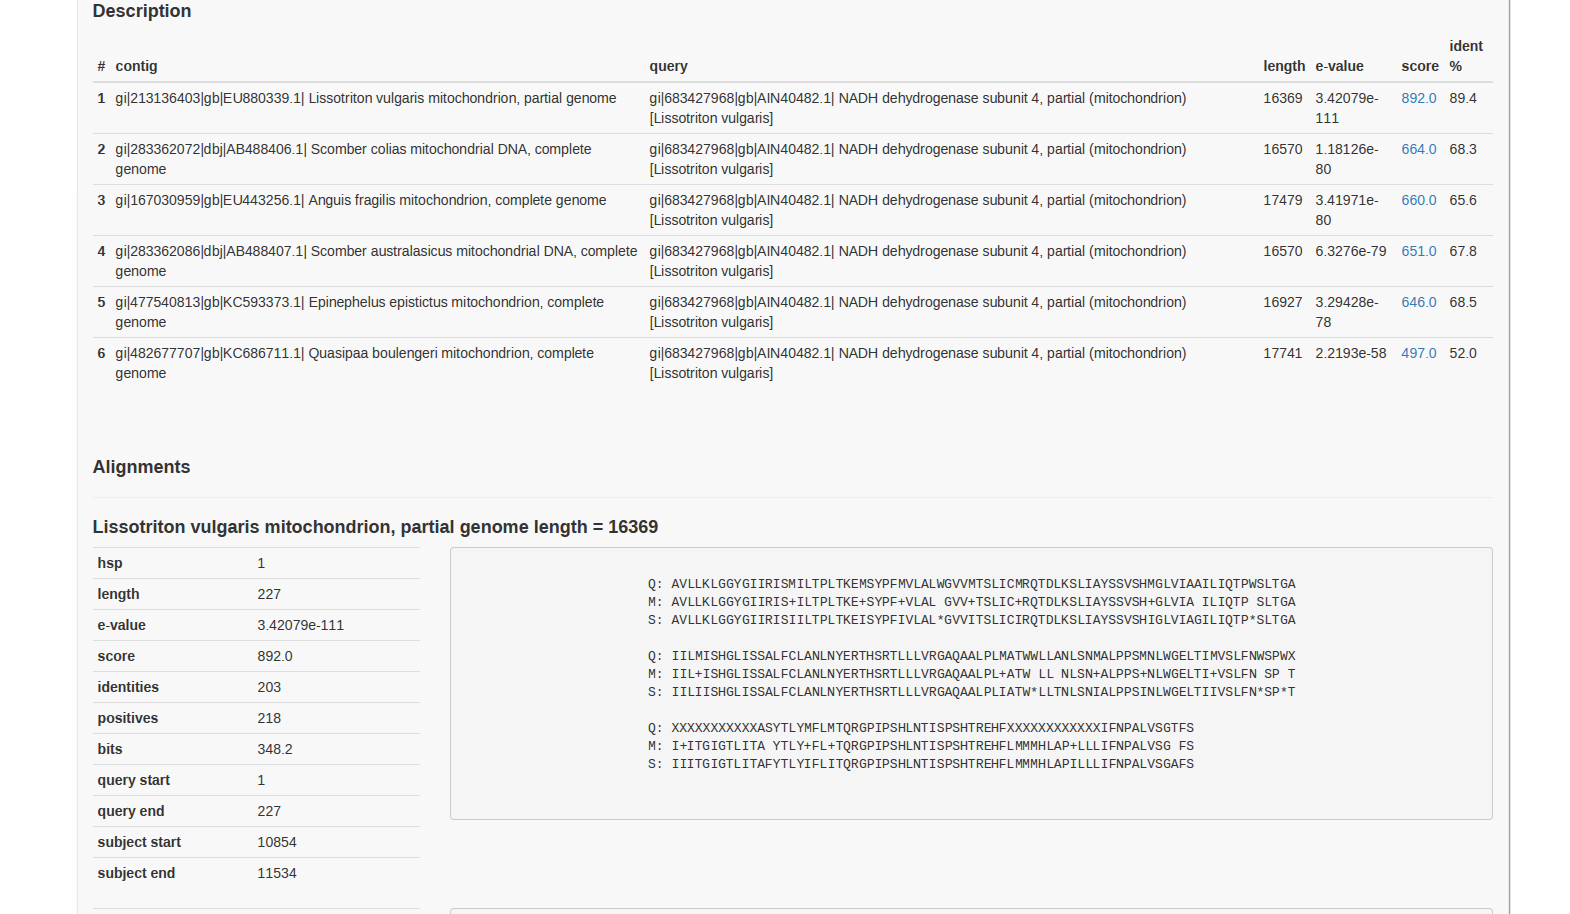 Description
# contig query length e-value score ident %
1 gi|213136403|gb|EU880339.1| Lissotriton vulgaris mitochondrion, partial genome gi|683427968|gb|AIN40482.1| NADH dehydrogenase subunit 4, partial (mitochondrion) 16369 3.42079e- 892.0 89.4
[Lissotriton vulgaris] 111
2 gi|283362072|dbj|AB488406.1| Scomber colias mitochondrial DNA, complete gi|683427968|gb|AIN40482.1| NADH dehydrogenase subunit 4, partial (mitochondrion) 16570 1.18126e- 664.0 68.3
genome [Lissotriton vulgaris] 80
3 gi|167030959|gb|EU443256.1| Anguis fragilis mitochondrion, complete genome gi|683427968|gb|AIN40482.1| NADH dehydrogenase subunit 4, partial (mitochondrion) 17479 3.41971e- 660.0 65.6
[Lissotriton vulgaris] 80
4 gi|283362086|dbj|AB488407.1| Scomber australasicus mitochondrial DNA, complete gi|683427968|gb|AIN40482.1| NADH dehydrogenase subunit 4, partial (mitochondrion) 16570 6.3276e-79 651.0 67.8
genome [Lissotriton vulgaris]
5 gi|477540813|gb|KC593373.1| Epinephelus epistictus mitochondrion, complete gi|683427968|gb|AIN40482.1| NADH dehydrogenase subunit 4, partial (mitochondrion) 16927 3.29428e- 646.0 68.5
genome [Lissotriton vulgaris] 78
6 gi|482677707|gb|KC686711.1| Quasipaa boulengeri mitochondrion, complete gi|683427968|gb|AIN40482.1| NADH dehydrogenase subunit 4, partial (mitochondrion) 17741 2.2193e-58 497.0 52.0
genome [Lissotriton vulgaris]
Alignments
Lissotriton vulgaris mitochondrion, partial genome length = 16369
hsp 1
length 227
e-value 3.42079e-111
score 892.0
identities 203
positives 218
bits 348.2
query start 1
query end 227
subject start 10854
subject end 11534
Q: AVLLKLGGYGIIRISMILTPLTKEMSYPFMVLALWGVVMTSLICMRQTDLKSLIAYSSVSHMGLVIAAILIQTPWSLTGA
M: AVLLKLGGYGIIRIS+ILTPLTKE+SYPF+VLAL GVV+TSLIC+RQTDLKSLIAYSSVSH+GLVIA ILIQTP SLTGA
S: AVLLKLGGYGIIRISIILTPLTKEISYPFIVLAL*GVVITSLICIRQTDLKSLIAYSSVSHIGLVIAGILIQTP*SLTGA
Q: IILMISHGLISSALFCLANLNYERTHSRTLLLVRGAQAALPLMATWWLLANLSNMALPPSMNLWGELTIMVSLFNWSPWX
M: IIL+ISHGLISSALFCLANLNYERTHSRTLLLVRGAQAALPL+ATW LL NLSN+ALPPS+NLWGELTI+VSLFN SP T
S: IILIISHGLISSALFCLANLNYERTHSRTLLLVRGAQAALPLIATW*LLTNLSNIALPPSINLWGELTIIVSLFN*SP*T
Q: XXXXXXXXXXXASYTLYMFLMTQRGPIPSHLNTISPSHTREHFXXXXXXXXXXXXIFNPALVSGTFS
M: I+ITGIGTLITA YTLY+FL+TQRGPIPSHLNTISPSHTREHFLMMMHLAP+LLLIFNPALVSG FS
S: IIITGIGTLITAFYTLYIFLITQRGPIPSHLNTISPSHTREHFLMMMHLAPILLLIFNPALVSGAFS